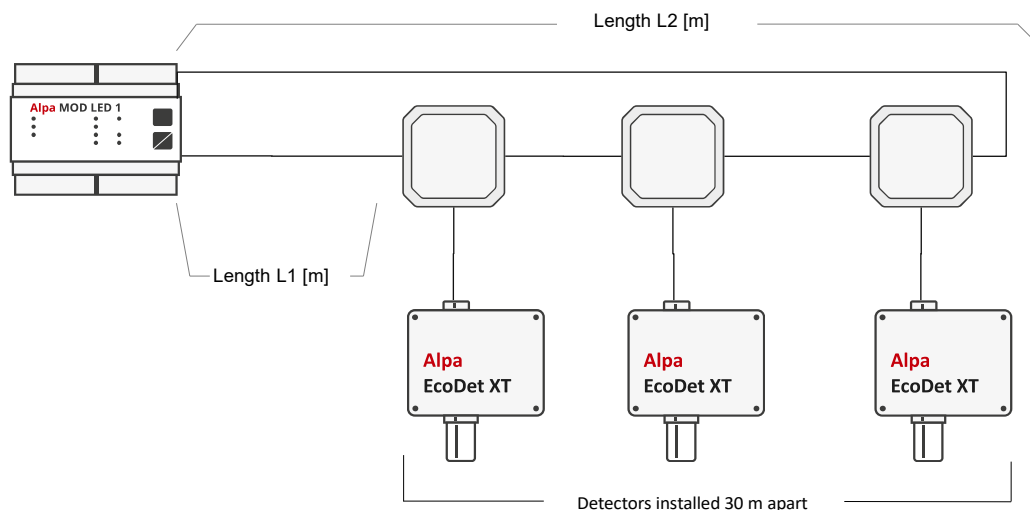 Length L2 [m]
Alpa MOD LED 1
Length L1 [m]
Alpa
EcoDet XT
Alpa
EcoDet XT
Alpa
EcoDet XT
Detectors installed 30 m apart